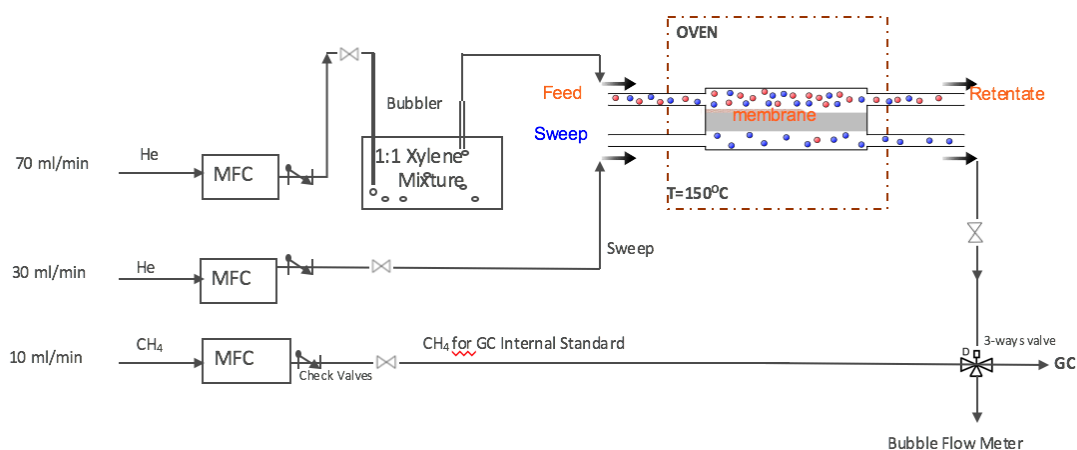 OVEN
Feed
Retentate
membrane
Bubbler
Sweep
1:1 Xylene
Mixture
70 ml/min
He
MFC
T=150⁰C
Sweep
30 ml/min
He
MFC
10 ml/min
CH₄
MFC
Check Valves
CH₄ for GC Internal Standard
3-ways valve
D
GC
Bubble Flow Meter